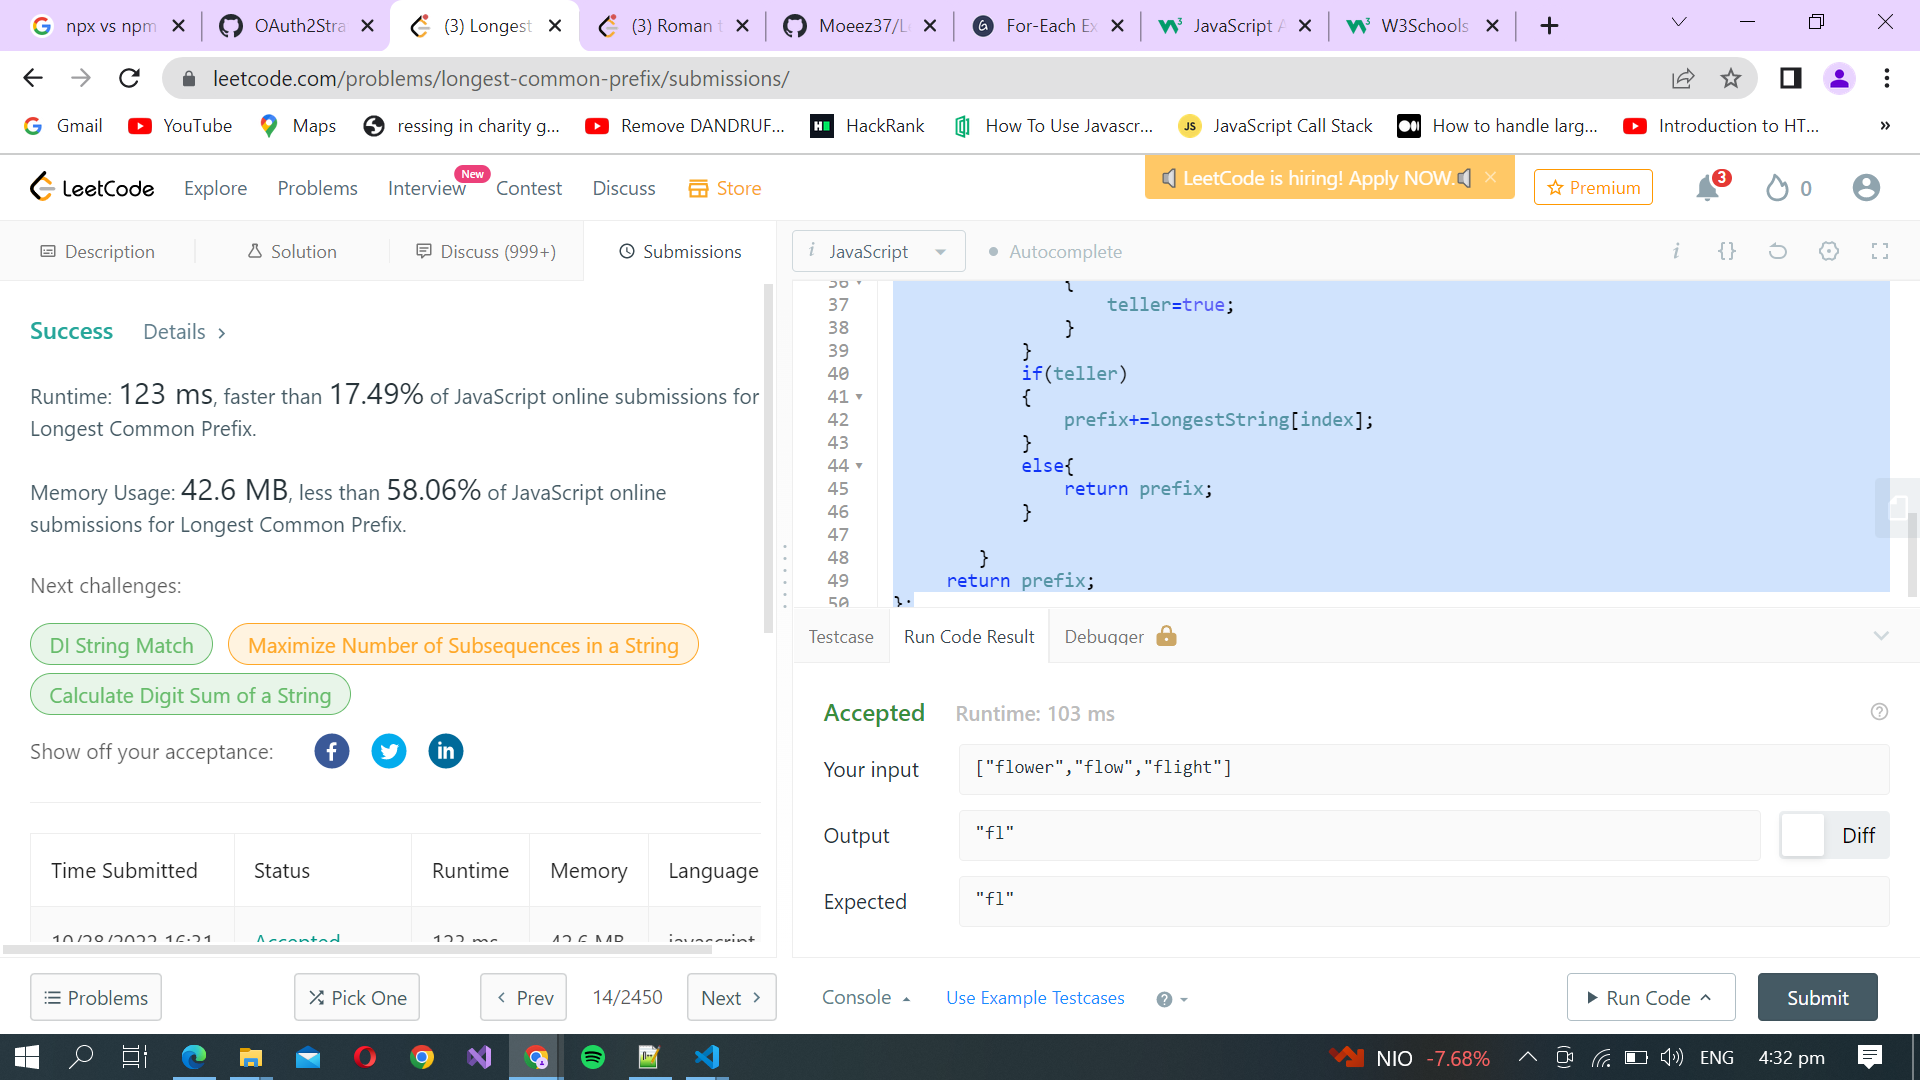 npx vs npm
OAuth2Stra
(3) Longest
(3) Roman t
Moeez37/L
For-Each Ex
JavaScript A
W3Schools
leetcode.com/problems/longest-common-prefix/submissions/
Gmail
YouTube
Maps
ressing in charity g...
Remove DANDRUF...
HackRank
How To Use Javascr...
JavaScript Call Stack
How to handle larg...
Introduction to HT...
»
LeetCode
Explore
Problems
Interview
New
Contest
Discuss
Store
LeetCode is hiring! Apply NOW.
Premium
3
0
Description
Solution
Discuss (999+)
Submissions
i JavaScript
Autocomplete
Success
Details
Runtime: 123 ms, faster than 17.49% of JavaScript online submissions for
Longest Common Prefix.
Memory Usage: 42.6 MB, less than 58.06% of JavaScript online
submissions for Longest Common Prefix.
Next challenges:
DI String Match
Maximize Number of Subsequences in a String
Calculate Digit Sum of a String
Show off your acceptance:
Time Submitted
Status
Runtime
Memory
Language
10/28/2022 16:31
Accepted
123 ms
42.6 MB
javascript
36 {
37 teller=true;
38 }
39 }
40 if(teller)
41 {
42 prefix+=longestString[index];
43 }
44 else{
45 return prefix;
46 }
47
48 }
49 return prefix;
50 };
Testcase
Run Code Result
Debugger
Accepted
Runtime: 103 ms
Your input
["flower","flow","flight"]
Output
"fl"
Diff
Expected
"fl"
Problems
Pick One
Prev
14/2450
Next
Console
Use Example Testcases
Run Code
Submit
NIO -7.68%
ENG
4:32 pm